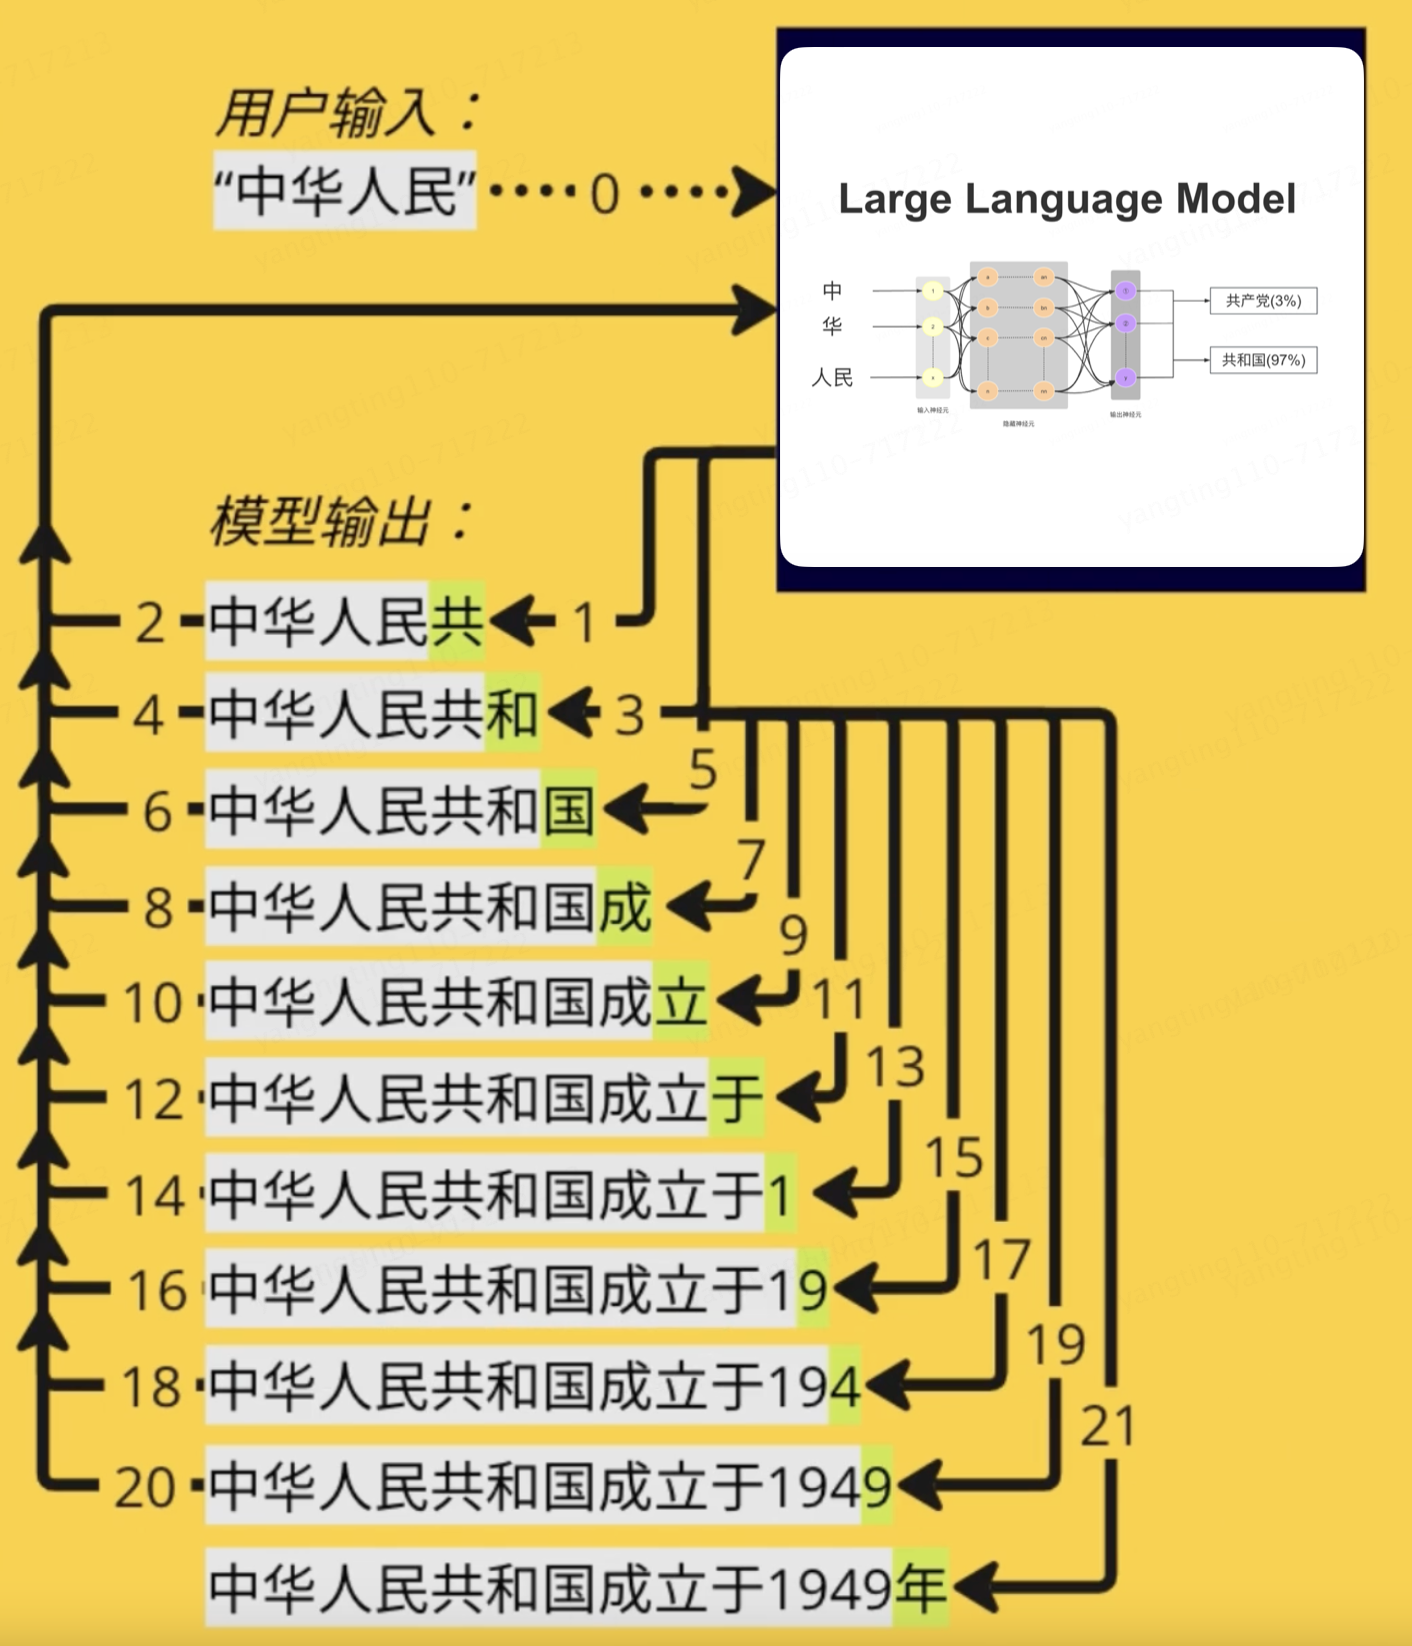 用户输入：
“中华人民”
0
Large Language Model
中
华
人民
1
2
x
a
b
c
n
an
bn
cn
nn
①
②
y
共产党(3%)
共和国(97%)
输入神经元
隐藏神经元
输出神经元
模型输出：
2 中华人民共 1
4 中华人民共和 3
6 中华人民共和国 5
8 中华人民共和国成 7
10 中华人民共和国成立 9
12 中华人民共和国成立于 11
14 中华人民共和国成立于1 13
16 中华人民共和国成立于19 15
18 中华人民共和国成立于194 17
20 中华人民共和国成立于1949 19
中华人民共和国成立于1949年 21
yangting110-717222